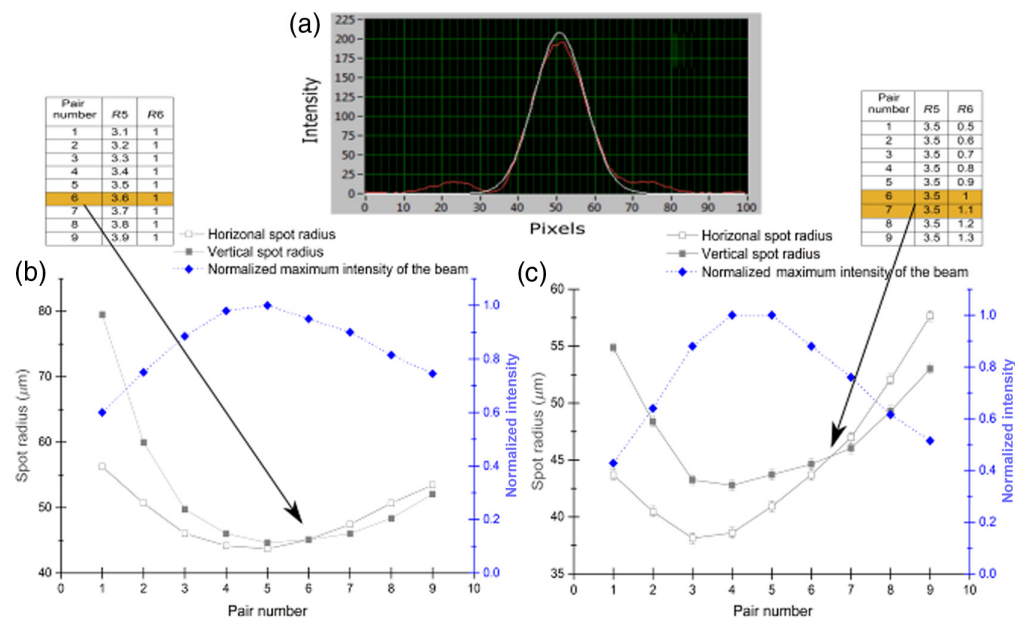 (a)
225
200
175
150
125
100
75
50
25
0
Intensity
0 10 20 30 40 50 60 70 80 90 100
Pixels
Pair number R5 R6
1 3.1 1
2 3.2 1
3 3.3 1
4 3.4 1
5 3.5 1
6 3.6 1
7 3.7 1
8 3.8 1
9 3.9 1
Pair number R5 R6
1 3.5 0.5
2 3.5 0.6
3 3.5 0.7
4 3.5 0.8
5 3.5 0.9
6 3.5 1
7 3.5 1.1
8 3.5 1.2
9 3.5 1.3
(b)
Horizonal spot radius
Vertical spot radius
Normalized maximum intensity of the beam
80
70
60
50
40
Spot radius (μm)
0 1 2 3 4 5 6 7 8 9 10
Pair number
1.0
0.8
0.6
0.4
0.2
0.0
Normalized intensity
(c)
Horizonal spot radius
Vertical spot radius
Normalized maximum intensity of the beam
60
55
50
45
40
35
Spot radius (μm)
0 1 2 3 4 5 6 7 8 9 10
Pair number
1.0
0.8
0.6
0.4
0.2
0.0
Normalized intensity